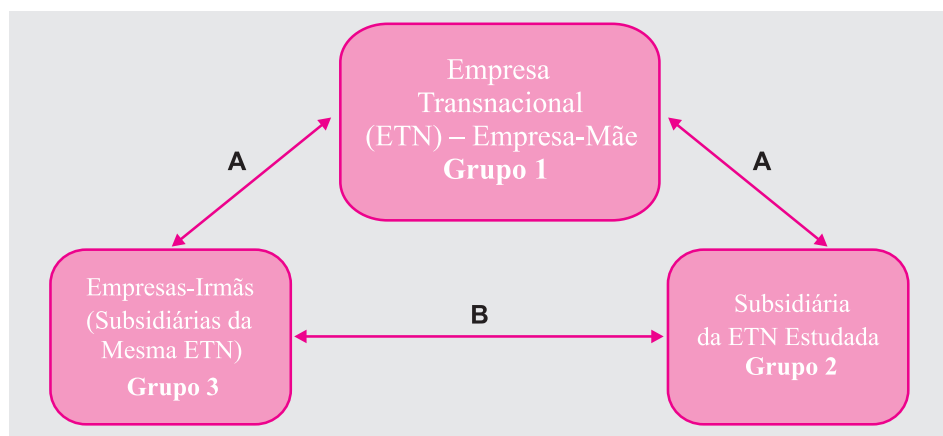 Empresa
Transnacional
(ETN) – Empresa-Mãe
Grupo 1
A
A
Empresas-Irmãs
(Subsidiárias da
Mesma ETN)
Grupo 3
B
Subsidiária
da ETN Estudada
Grupo 2